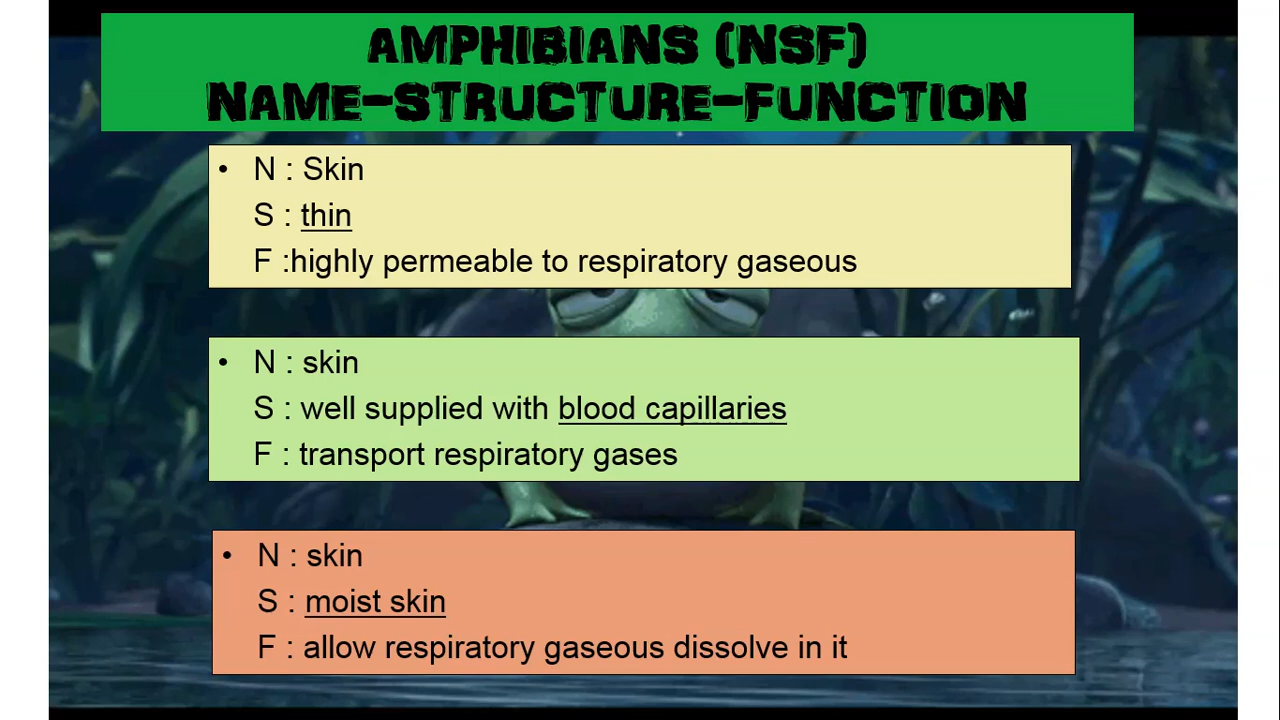 AMPHIBIANS (NSF)
NAME-STRUCTURE-FUNCTION
• N : Skin
S : thin
F :highly permeable to respiratory gaseous
• N : skin
S : well supplied with blood capillaries
F : transport respiratory gases
• N : skin
S : moist skin
F : allow respiratory gaseous dissolve in it